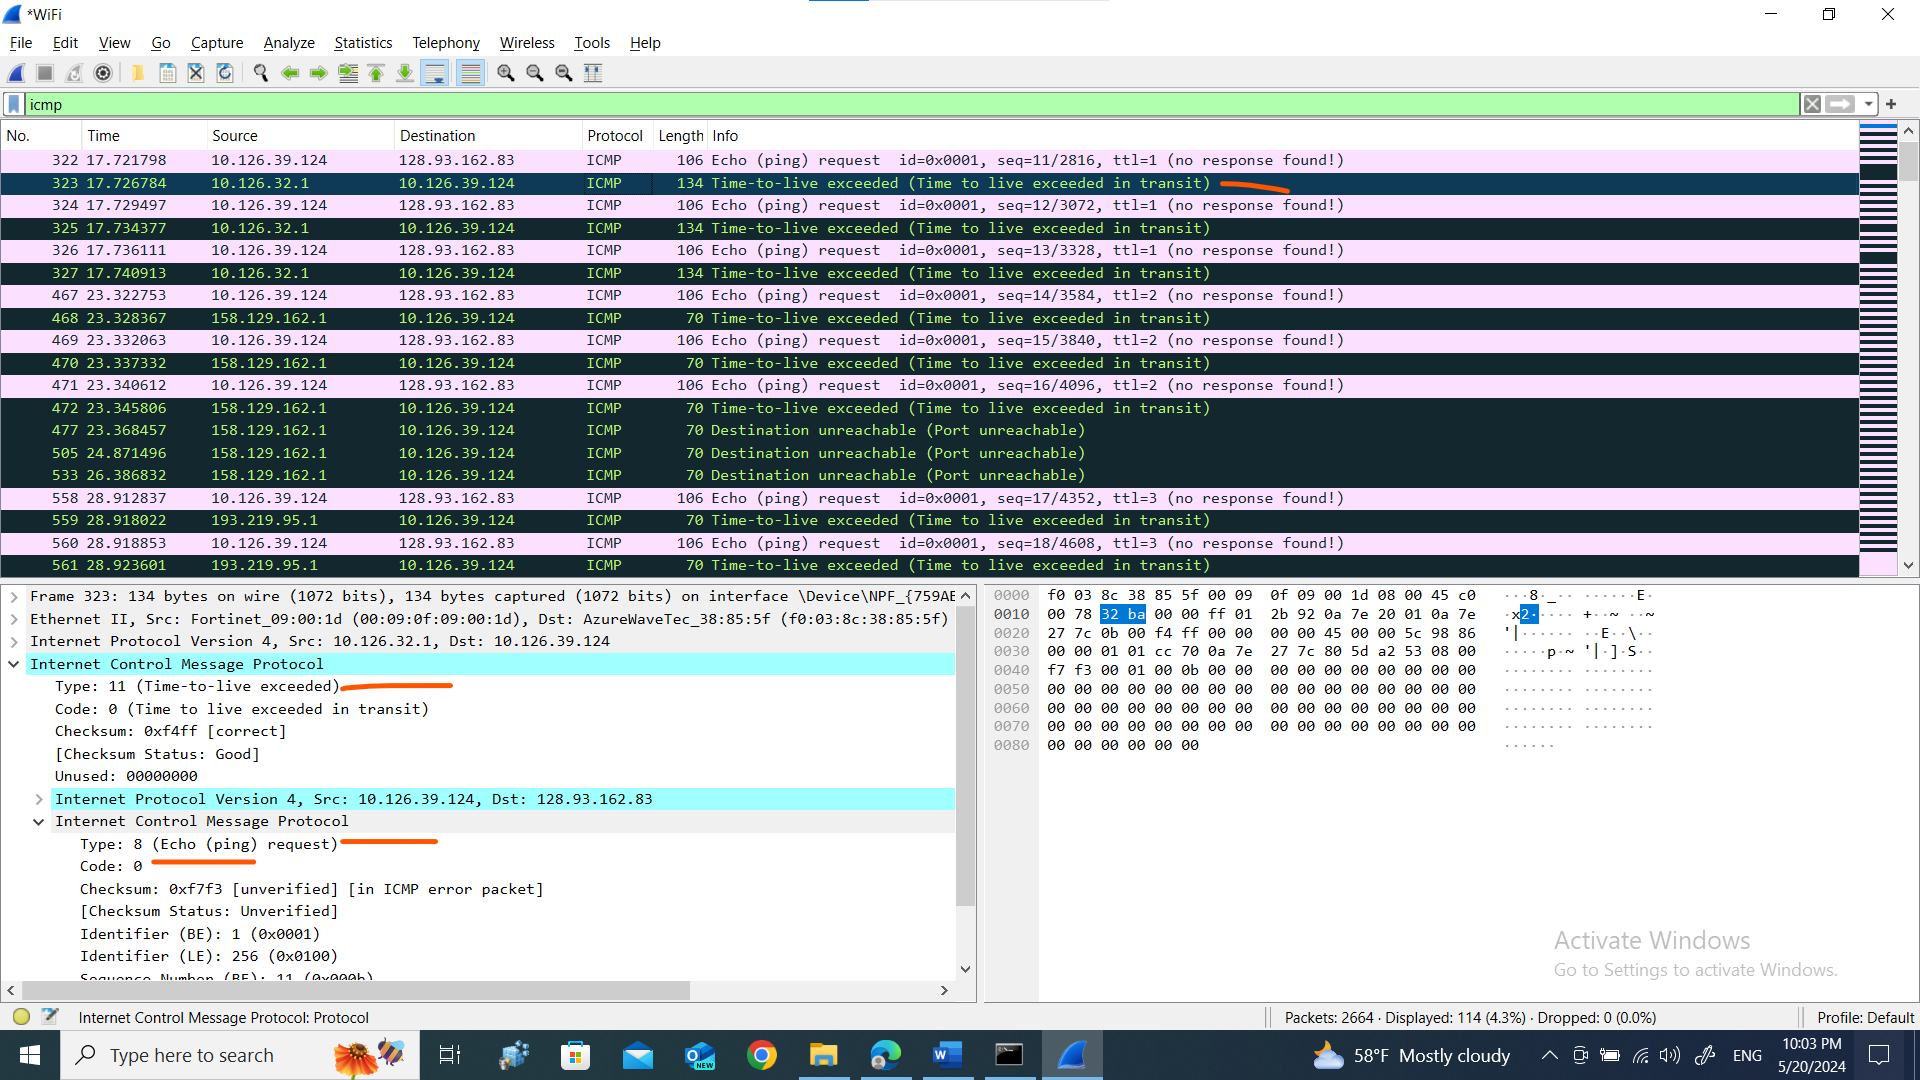 *WiFi
File Edit View Go Capture Analyze Statistics Telephony Wireless Tools Help
icmp
No. Time Source Destination Protocol Length Info
322 17.721798 10.126.39.124 128.93.162.83 ICMP 106 Echo (ping) request id=0x0001, seq=11/2816, ttl=1 (no response found!)
323 17.726784 10.126.32.1 10.126.39.124 ICMP 134 Time-to-live exceeded (Time to live exceeded in transit)
324 17.729497 10.126.39.124 128.93.162.83 ICMP 106 Echo (ping) request id=0x0001, seq=12/3072, ttl=1 (no response found!)
325 17.734377 10.126.32.1 10.126.39.124 ICMP 134 Time-to-live exceeded (Time to live exceeded in transit)
326 17.736111 10.126.39.124 128.93.162.83 ICMP 106 Echo (ping) request id=0x0001, seq=13/3328, ttl=1 (no response found!)
327 17.740913 10.126.32.1 10.126.39.124 ICMP 134 Time-to-live exceeded (Time to live exceeded in transit)
467 23.322753 10.126.39.124 128.93.162.83 ICMP 106 Echo (ping) request id=0x0001, seq=14/3584, ttl=2 (no response found!)
468 23.328367 158.129.162.1 10.126.39.124 ICMP 70 Time-to-live exceeded (Time to live exceeded in transit)
469 23.332063 10.126.39.124 128.93.162.83 ICMP 106 Echo (ping) request id=0x0001, seq=15/3840, ttl=2 (no response found!)
470 23.337332 158.129.162.1 10.126.39.124 ICMP 70 Time-to-live exceeded (Time to live exceeded in transit)
471 23.340612 10.126.39.124 128.93.162.83 ICMP 106 Echo (ping) request id=0x0001, seq=16/4096, ttl=2 (no response found!)
472 23.345806 158.129.162.1 10.126.39.124 ICMP 70 Time-to-live exceeded (Time to live exceeded in transit)
477 23.368457 158.129.162.1 10.126.39.124 ICMP 70 Destination unreachable (Port unreachable)
505 24.871496 158.129.162.1 10.126.39.124 ICMP 70 Destination unreachable (Port unreachable)
533 26.386832 158.129.162.1 10.126.39.124 ICMP 70 Destination unreachable (Port unreachable)
558 28.912837 10.126.39.124 128.93.162.83 ICMP 106 Echo (ping) request id=0x0001, seq=17/4352, ttl=3 (no response found!)
559 28.918022 193.219.95.1 10.126.39.124 ICMP 70 Time-to-live exceeded (Time to live exceeded in transit)
560 28.918853 10.126.39.124 128.93.162.83 ICMP 106 Echo (ping) request id=0x0001, seq=18/4608, ttl=3 (no response found!)
561 28.923601 193.219.95.1 10.126.39.124 ICMP 70 Time-to-live exceeded (Time to live exceeded in transit)
Frame 323: 134 bytes on wire (1072 bits), 134 bytes captured (1072 bits) on interface \Device\NPF_{759AE
Ethernet II, Src: Fortinet_09:00:1d (00:09:0f:09:00:1d), Dst: AzureWaveTec_38:85:5f (f0:03:8c:38:85:5f)
Internet Protocol Version 4, Src: 10.126.32.1, Dst: 10.126.39.124
Internet Control Message Protocol
Type: 11 (Time-to-live exceeded)
Code: 0 (Time to live exceeded in transit)
Checksum: 0xf4ff [correct]
[Checksum Status: Good]
Unused: 00000000
Internet Protocol Version 4, Src: 10.126.39.124, Dst: 128.93.162.83
Internet Control Message Protocol
Type: 8 (Echo (ping) request)
Code: 0
Checksum: 0xf7f3 [unverified] [in ICMP error packet]
[Checksum Status: Unverified]
Identifier (BE): 1 (0x0001)
Identifier (LE): 256 (0x0100)
Sequence Number (BE): 11 (0x000b)
0000 f0 03 8c 38 85 5f 00 09 0f 09 00 1d 08 00 45 c0 ···8·_·· ······E·
0010 00 78 32 ba 00 00 ff 01 2b 92 0a 7e 20 01 0a 7e ·x2····· +··~ ··~
0020 27 7c 0b 00 f4 ff 00 00 00 00 45 00 00 5c 98 86 '|······ ··E··\··
0030 00 00 01 01 cc 70 0a 7e 27 7c 80 5d a2 53 08 00 ·····p·~ '|·]·S··
0040 f7 f3 00 01 00 0b 00 00 00 00 00 00 00 00 00 00 ········ ········
0050 00 00 00 00 00 00 00 00 00 00 00 00 00 00 00 00 ········ ········
0060 00 00 00 00 00 00 00 00 00 00 00 00 00 00 00 00 ········ ········
0070 00 00 00 00 00 00 00 00 00 00 00 00 00 00 00 00 ········ ········
0080 00 00 00 00 00 00 ······
Activate Windows
Go to Settings to activate Windows.
Internet Control Message Protocol: Protocol
Packets: 2664 · Displayed: 114 (4.3%) · Dropped: 0 (0.0%)
Profile: Default
Type here to search
NEW
58°F Mostly cloudy
ENG
10:03 PM
5/20/2024